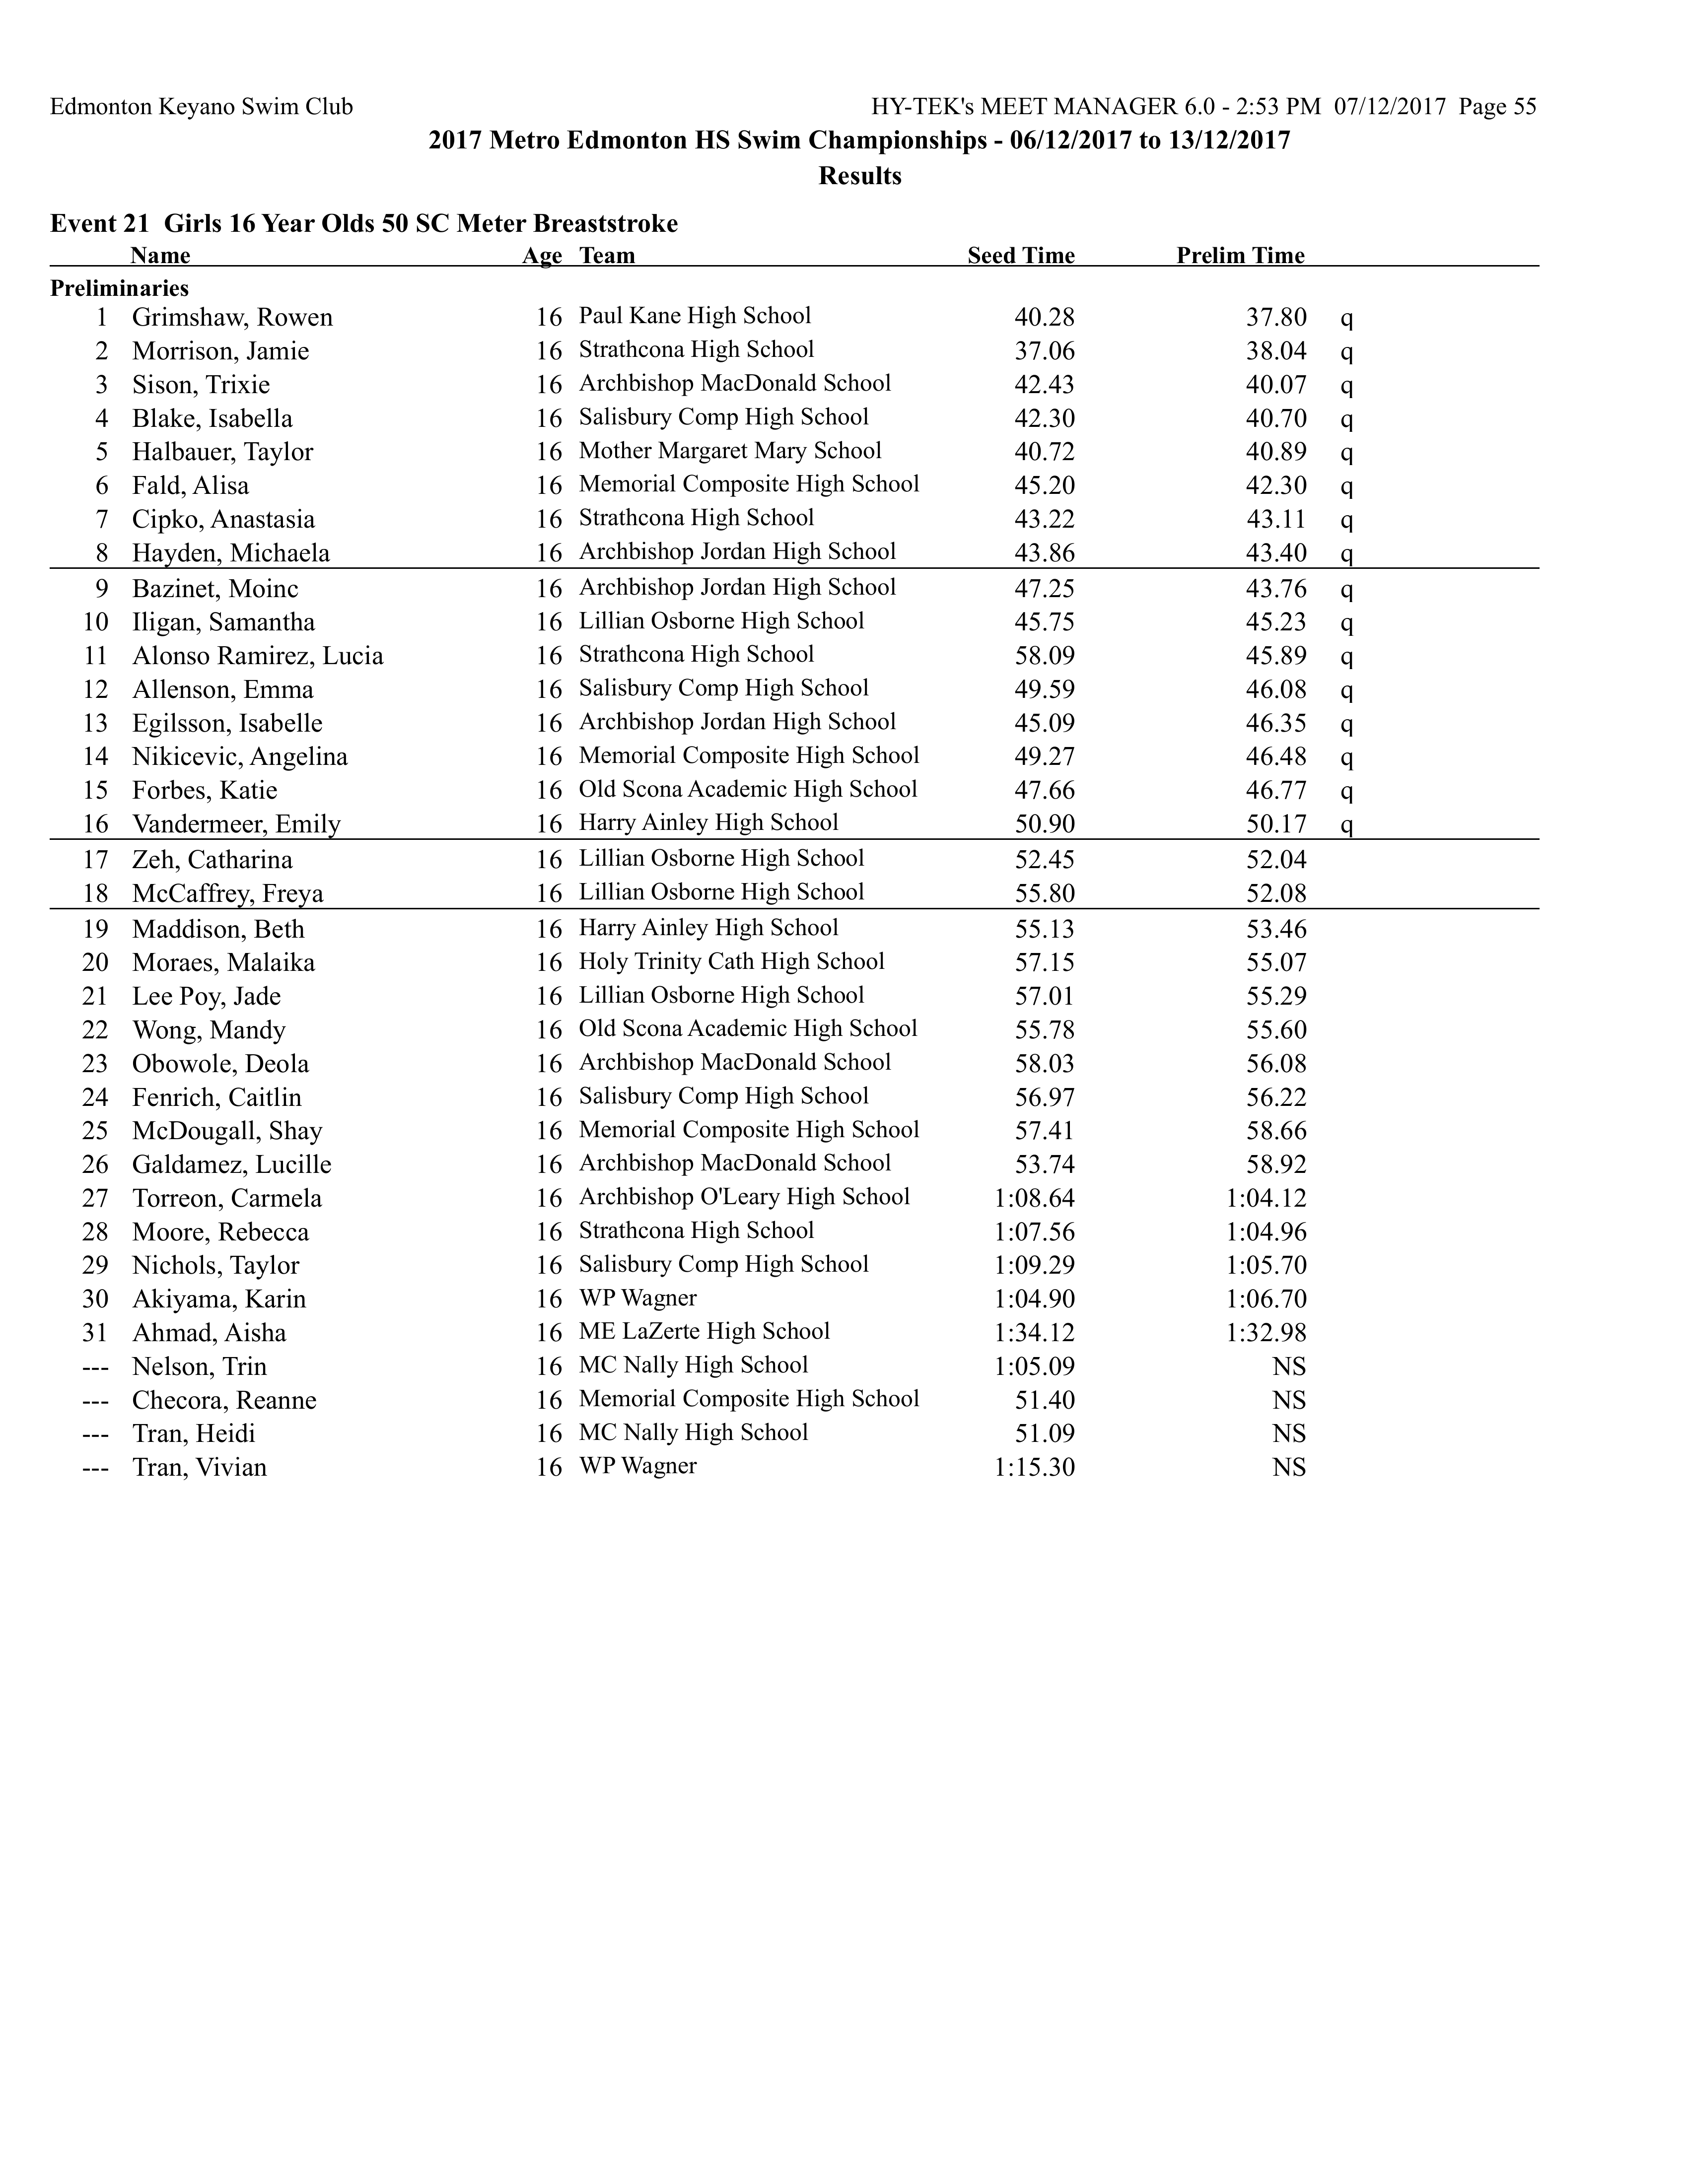 Edmonton Keyano Swim Club HY-TEK's MEET MANAGER 6.0 - 2:53 PM 07/12/2017 Page 55
2017 Metro Edmonton HS Swim Championships - 06/12/2017 to 13/12/2017
Results
Event 21 Girls 16 Year Olds 50 SC Meter Breaststroke
Name Age Team Seed Time Prelim Time
Preliminaries
1 Grimshaw, Rowen 16 Paul Kane High School 40.28 37.80 q
2 Morrison, Jamie 16 Strathcona High School 37.06 38.04 q
3 Sison, Trixie 16 Archbishop MacDonald School 42.43 40.07 q
4 Blake, Isabella 16 Salisbury Comp High School 42.30 40.70 q
5 Halbauer, Taylor 16 Mother Margaret Mary School 40.72 40.89 q
6 Fald, Alisa 16 Memorial Composite High School 45.20 42.30 q
7 Cipko, Anastasia 16 Strathcona High School 43.22 43.11 q
8 Hayden, Michaela 16 Archbishop Jordan High School 43.86 43.40 q
9 Bazinet, Moinc 16 Archbishop Jordan High School 47.25 43.76 q
10 Iligan, Samantha 16 Lillian Osborne High School 45.75 45.23 q
11 Alonso Ramirez, Lucia 16 Strathcona High School 58.09 45.89 q
12 Allenson, Emma 16 Salisbury Comp High School 49.59 46.08 q
13 Egilsson, Isabelle 16 Archbishop Jordan High School 45.09 46.35 q
14 Nikicevic, Angelina 16 Memorial Composite High School 49.27 46.48 q
15 Forbes, Katie 16 Old Scona Academic High School 47.66 46.77 q
16 Vandermeer, Emily 16 Harry Ainley High School 50.90 50.17 q
17 Zeh, Catharina 16 Lillian Osborne High School 52.45 52.04
18 McCaffrey, Freya 16 Lillian Osborne High School 55.80 52.08
19 Maddison, Beth 16 Harry Ainley High School 55.13 53.46
20 Moraes, Malaika 16 Holy Trinity Cath High School 57.15 55.07
21 Lee Poy, Jade 16 Lillian Osborne High School 57.01 55.29
22 Wong, Mandy 16 Old Scona Academic High School 55.78 55.60
23 Obowole, Deola 16 Archbishop MacDonald School 58.03 56.08
24 Fenrich, Caitlin 16 Salisbury Comp High School 56.97 56.22
25 McDougall, Shay 16 Memorial Composite High School 57.41 58.66
26 Galdamez, Lucille 16 Archbishop MacDonald School 53.74 58.92
27 Torreon, Carmela 16 Archbishop O'Leary High School 1:08.64 1:04.12
28 Moore, Rebecca 16 Strathcona High School 1:07.56 1:04.96
29 Nichols, Taylor 16 Salisbury Comp High School 1:09.29 1:05.70
30 Akiyama, Karin 16 WP Wagner 1:04.90 1:06.70
31 Ahmad, Aisha 16 ME LaZerte High School 1:34.12 1:32.98
--- Nelson, Trin 16 MC Nally High School 1:05.09 NS
--- Checora, Reanne 16 Memorial Composite High School 51.40 NS
--- Tran, Heidi 16 MC Nally High School 51.09 NS
--- Tran, Vivian 16 WP Wagner 1:15.30 NS